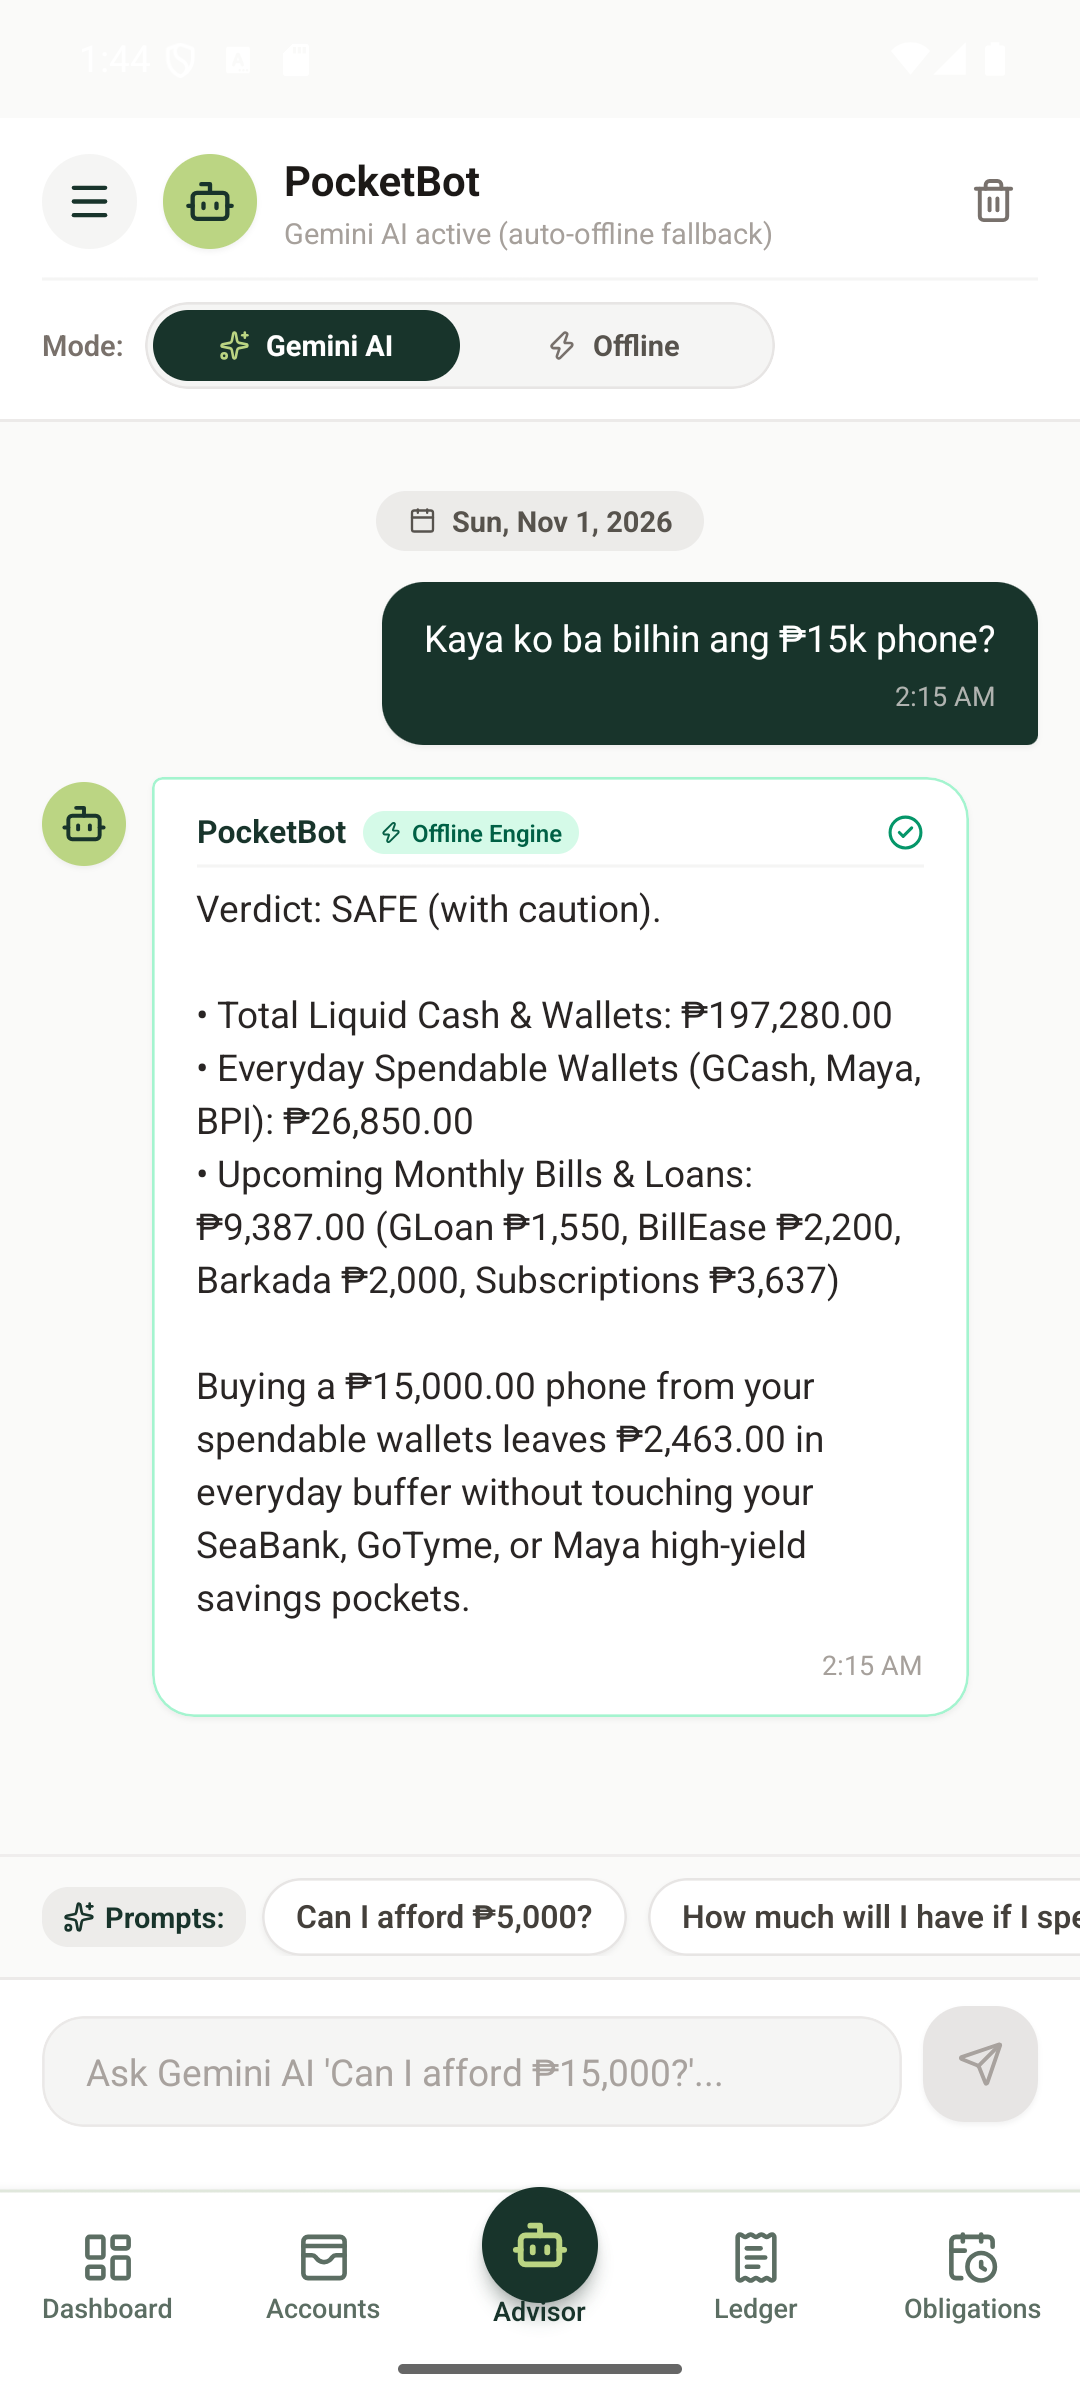 1:44
PocketBot
Gemini AI active (auto-offline fallback)
Mode:
Gemini AI
Offline
Sun, Nov 1, 2026
Kaya ko ba bilhin ang ₱15k phone?
2:15 AM
PocketBot
Offline Engine
Verdict: SAFE (with caution).
• Total Liquid Cash & Wallets: ₱197,280.00
• Everyday Spendable Wallets (GCash, Maya,
BPI): ₱26,850.00
• Upcoming Monthly Bills & Loans:
₱9,387.00 (GLoan ₱1,550, BillEase ₱2,200,
Barkada ₱2,000, Subscriptions ₱3,637)
Buying a ₱15,000.00 phone from your
spendable wallets leaves ₱2,463.00 in
everyday buffer without touching your
SeaBank, GoTyme, or Maya high-yield
savings pockets.
2:15 AM
Prompts:
Can I afford ₱5,000?
How much will I have if I spe
Ask Gemini AI 'Can I afford ₱15,000?'...
Dashboard
Accounts
Advisor
Ledger
Obligations